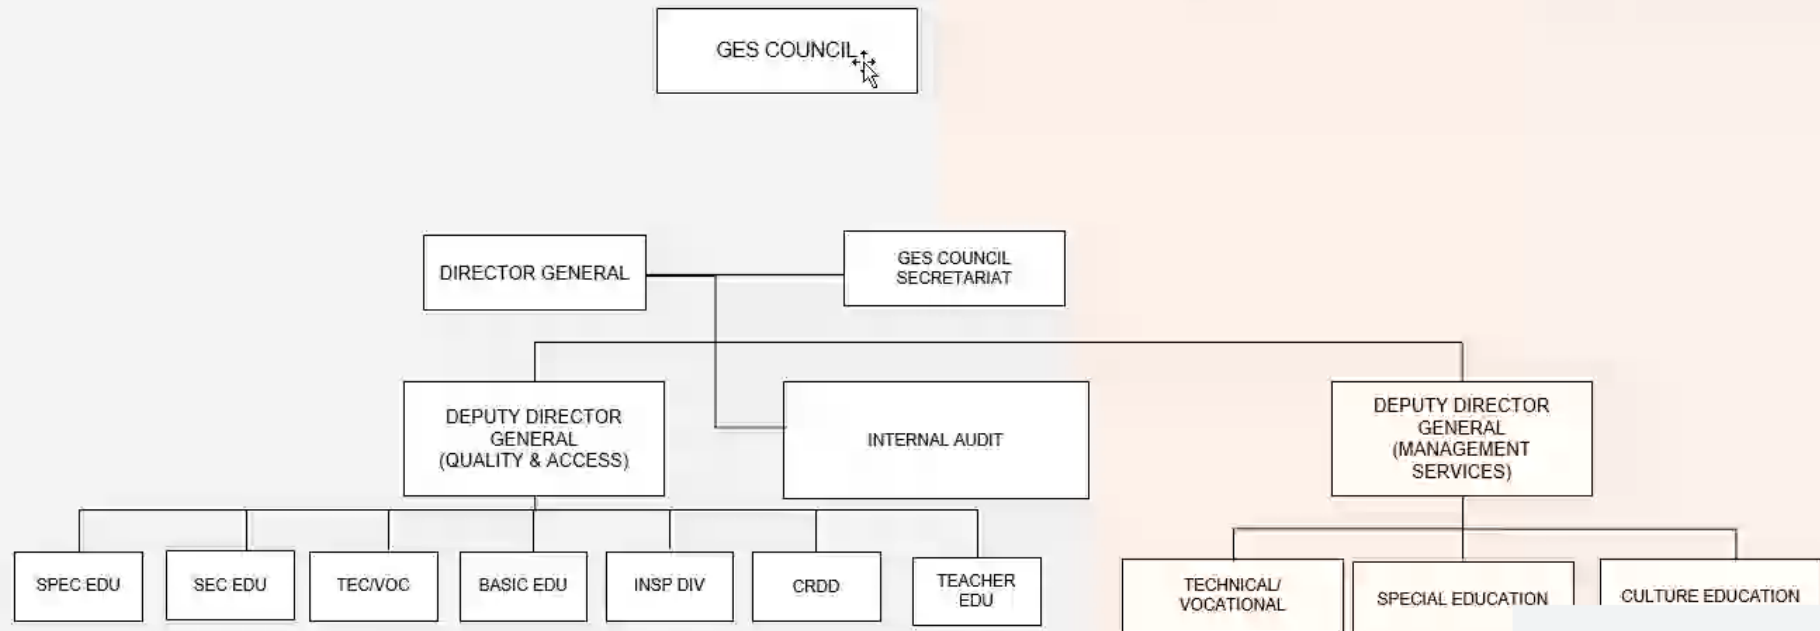 GES COUNCIL
DIRECTOR GENERAL
GES COUNCIL
SECRETARIAT
DEPUTY DIRECTOR
GENERAL
(QUALITY & ACCESS)
INTERNAL AUDIT
DEPUTY DIRECTOR
GENERAL
(MANAGEMENT
SERVICES)
SPEC EDU
SEC EDU
TEC/VOC
BASIC EDU
INSP DIV
CRDD
TEACHER
EDU
TECHNICAL/
VOCATIONAL
SPECIAL EDUCATION
CULTURE EDUCATION